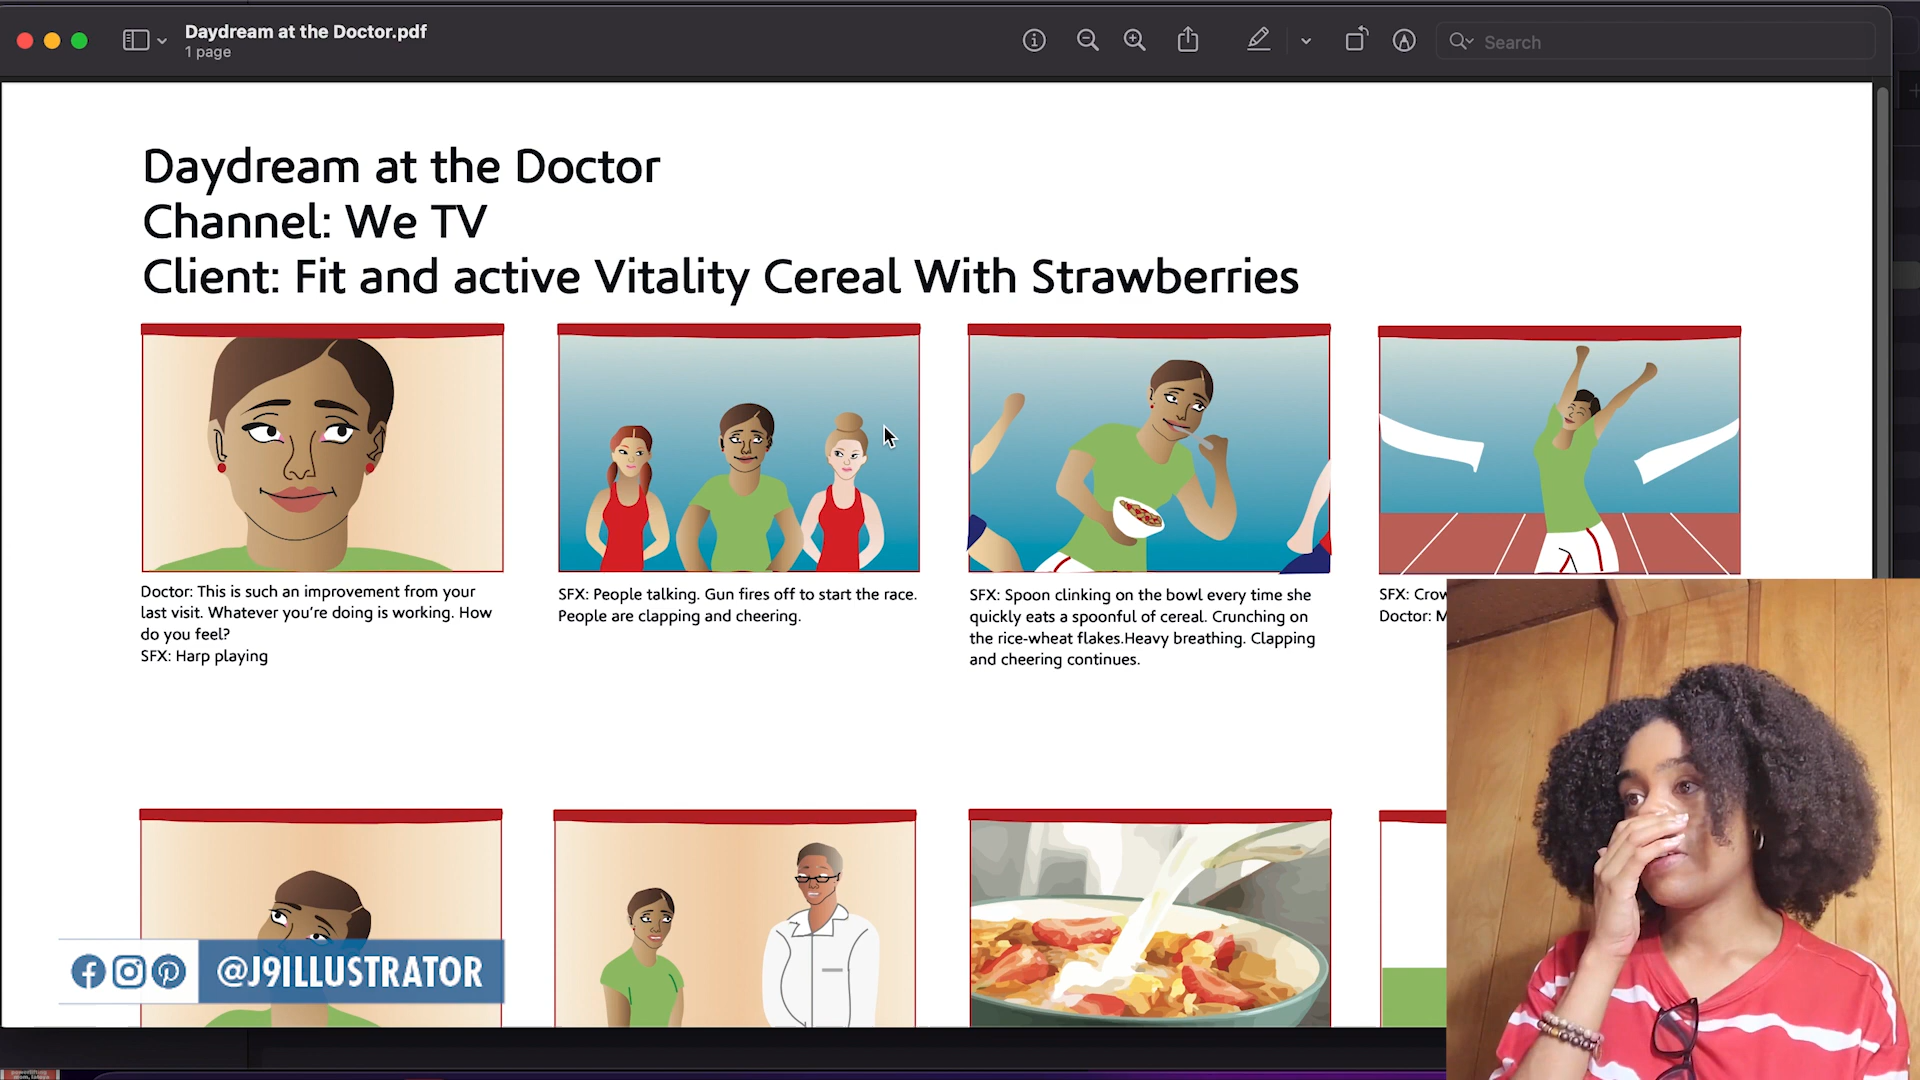 Daydream at the Doctor.pdf
1 page
Search
Daydream at the Doctor
Channel: We TV
Client: Fit and active Vitality Cereal With Strawberries
Doctor: This is such an improvement from your
last visit. Whatever you're doing is working. How
do you feel?
SFX: Harp playing
SFX: People talking. Gun fires off to start the race.
People are clapping and cheering.
SFX: Spoon clinking on the bowl every time she
quickly eats a spoonful of cereal. Crunching on
the rice-wheat flakes.Heavy breathing. Clapping
and cheering continues.
SFX: Crow
Doctor: M
@J9ILLUSTRATOR